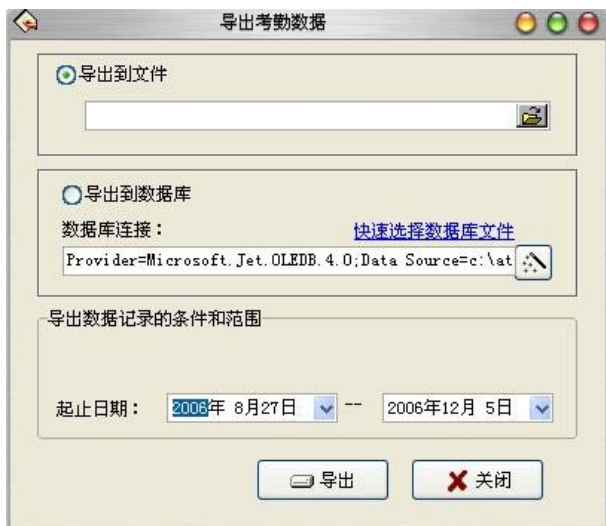 导出考勤数据
导出到文件
导出到数据库
数据库连接：
快速选择数据库文件
Provider=Microsoft.Jet.OLEDB.4.0;Data Source=c:\at
导出数据记录的条件和范围
起止日期： 2006年 8月27日 -- 2006年12月 5日
导出 关闭